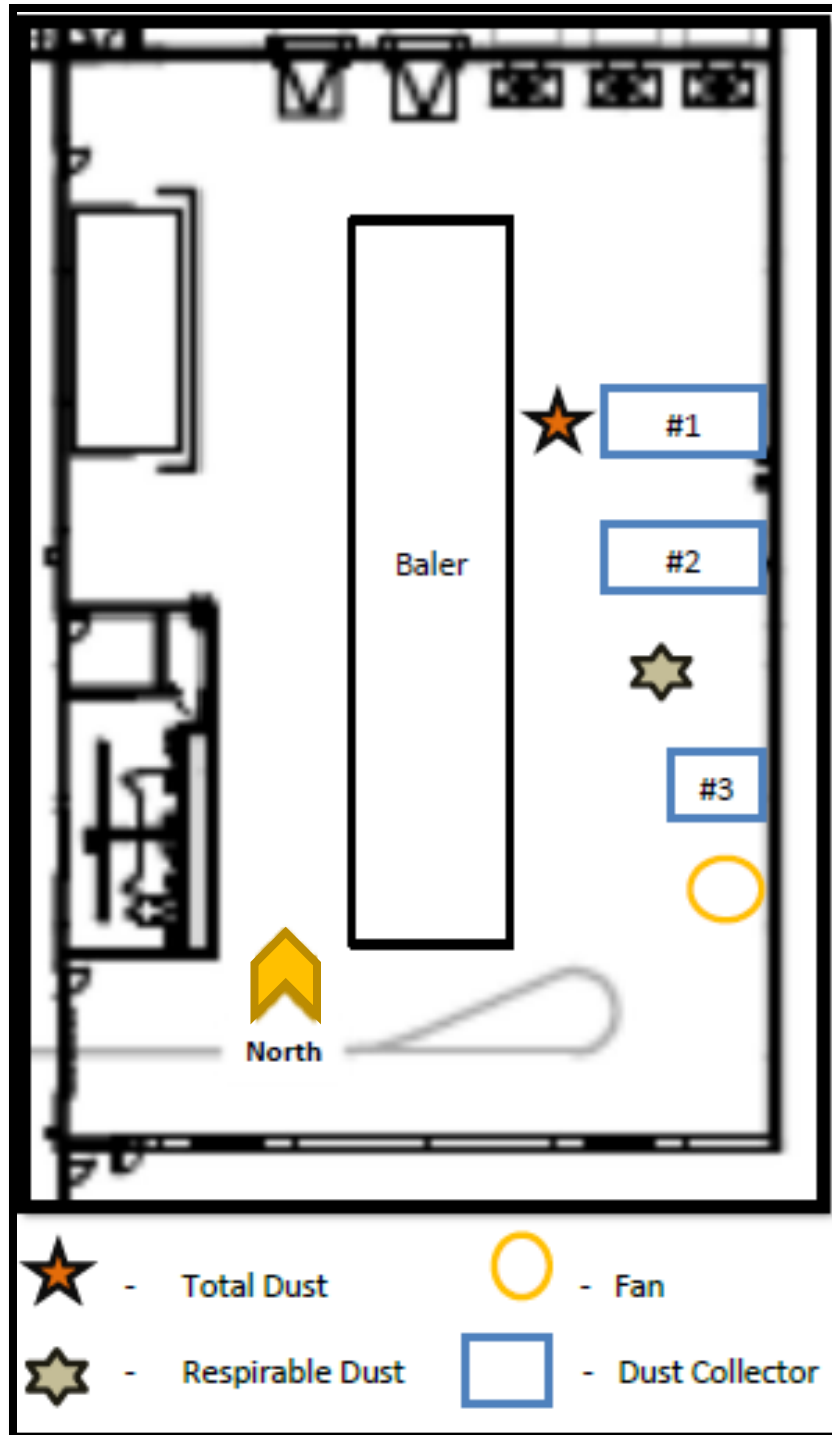 #1
Baler
#2
#3
North
- Total Dust
- Fan
- Respirable Dust
- Dust Collector